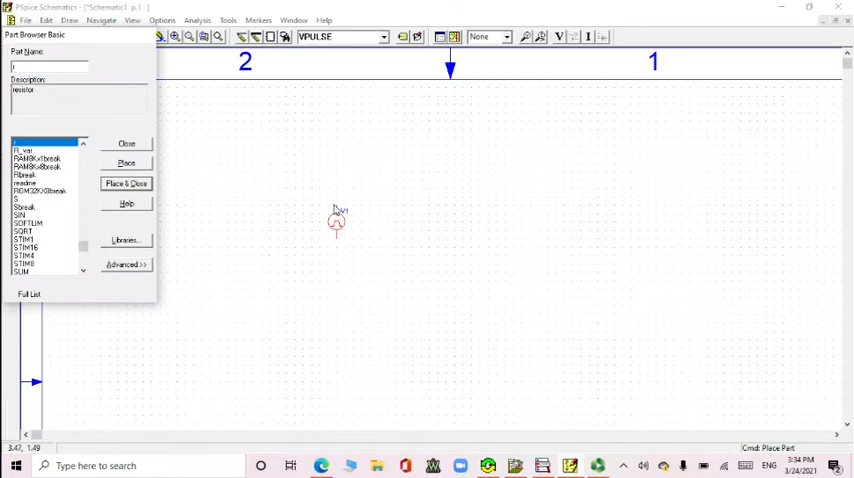 PSpice Schematics - [*Schematic1 p.1 ]
File Edit Draw Navigate View Options Analysis Tools Markers Window Help
Part Browser Basic
VPULSE
None
V
I
Part Name:
r
Description:
resistor
r
R_var
RAM8Kx1break
RAM8Kx8break
Rbreak
readme
ROM32KX8break
S
Sbreak
SIN
SOFTLIM
SQRT
STIM1
STIM16
STIM4
STIM8
SUM
Close
Place
Place & Close
Help
Libraries...
Advanced >>
Full List
2
1
V1
3.47, 1.49
Cmd: Place Part
Type here to search
ENG
3:34 PM
3/24/2021
2